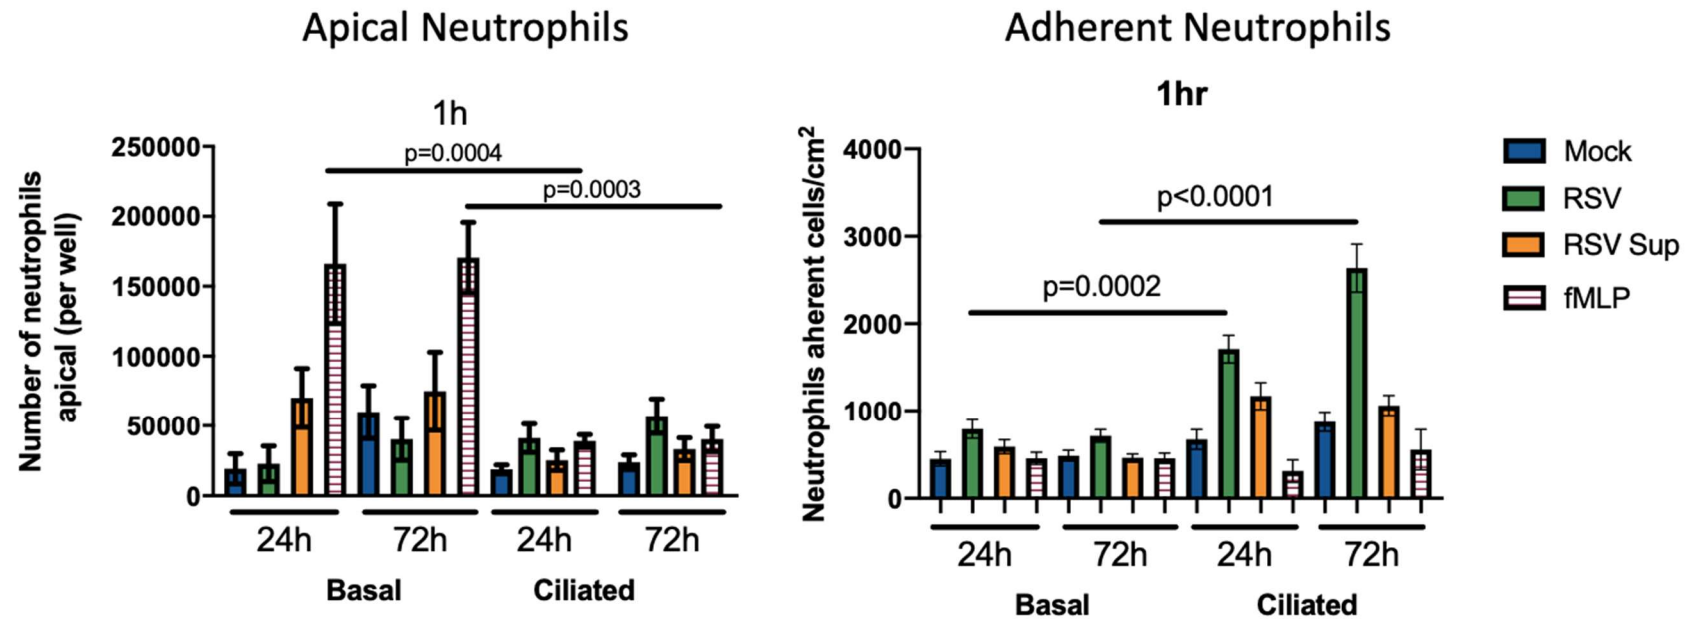 Apical Neutrophils
1h
Number of neutrophils
apical (per well)
250000
200000
150000
100000
50000
0
p=0.0004
p=0.0003
24h 72h 24h 72h
Basal Ciliated
Adherent Neutrophils
1hr
Neutrophils aherent cells/cm²
4000
3000
2000
1000
0
p<0.0001
p=0.0002
24h 72h 24h 72h
Basal Ciliated
Mock
RSV
RSV Sup
fMLP